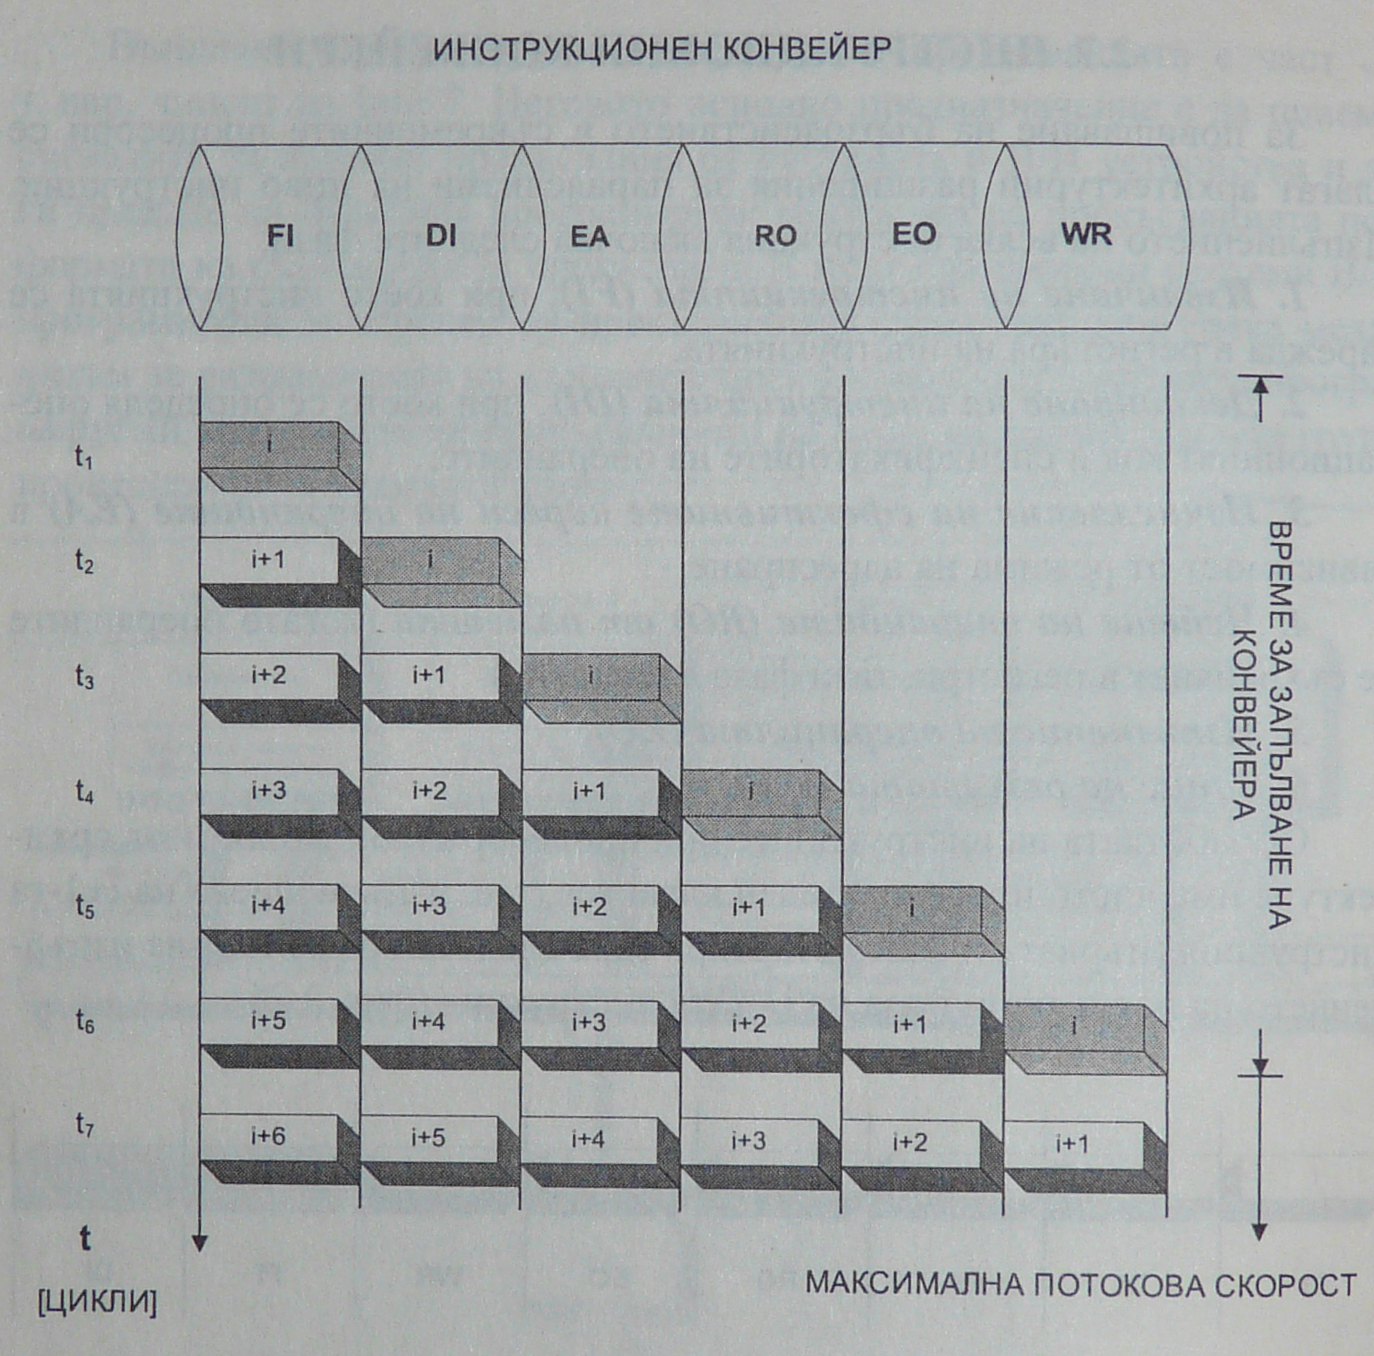 ИНСТРУКЦИОНЕН КОНВЕЙЕР
FI DI EA RO EO WR
t1 i
t2 i+1 i
t3 i+2 i+1 i
t4 i+3 i+2 i+1 i
t5 i+4 i+3 i+2 i+1 i
t6 i+5 i+4 i+3 i+2 i+1 i
t7 i+6 i+5 i+4 i+3 i+2 i+1
t
[ЦИКЛИ]
ВРЕМЕ ЗА ЗАПЪЛВАНЕ НА
КОНВЕЙЕРА
МАКСИМАЛНА ПОТОКОВА СКОРОСТ